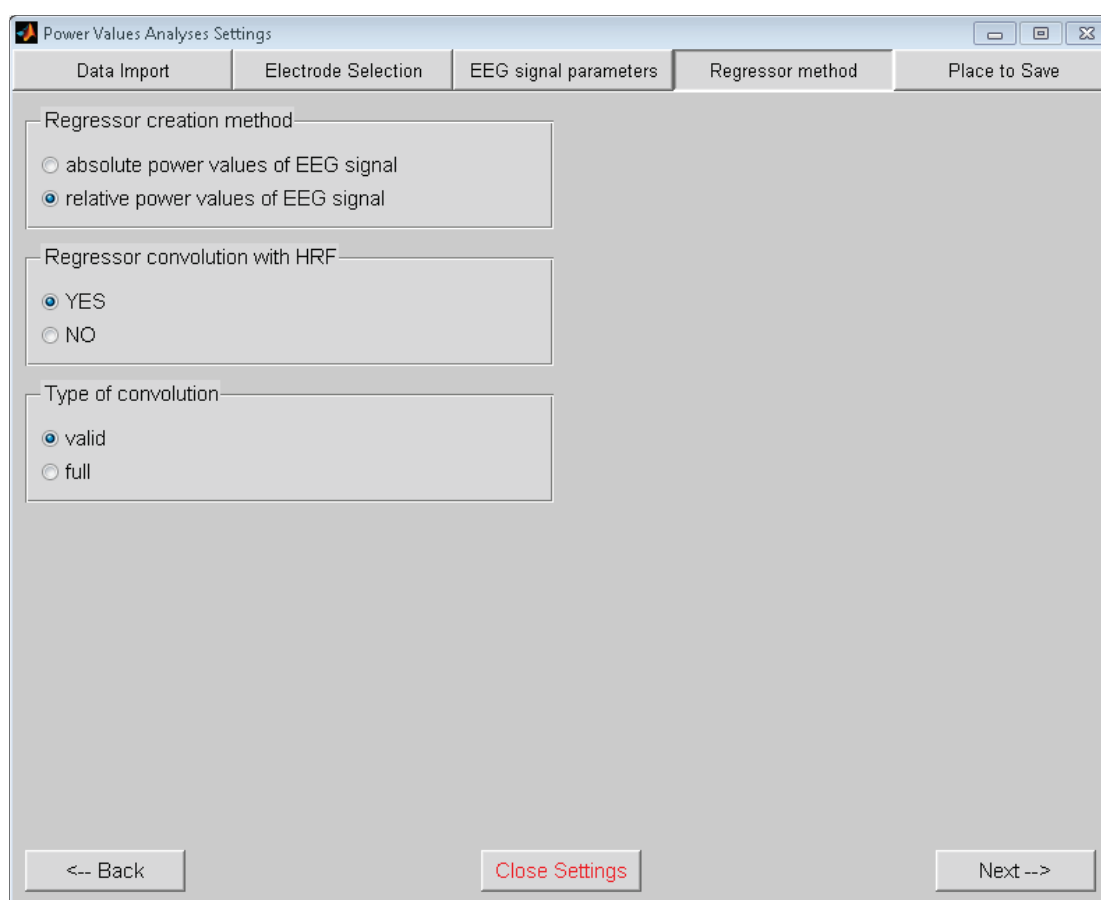 Power Values Analyses Settings
Data Import Electrode Selection EEG signal parameters Regressor method Place to Save
Regressor creation method
absolute power values of EEG signal
relative power values of EEG signal
Regressor convolution with HRF
YES
NO
Type of convolution
valid
full
<-- Back Close Settings Next -->